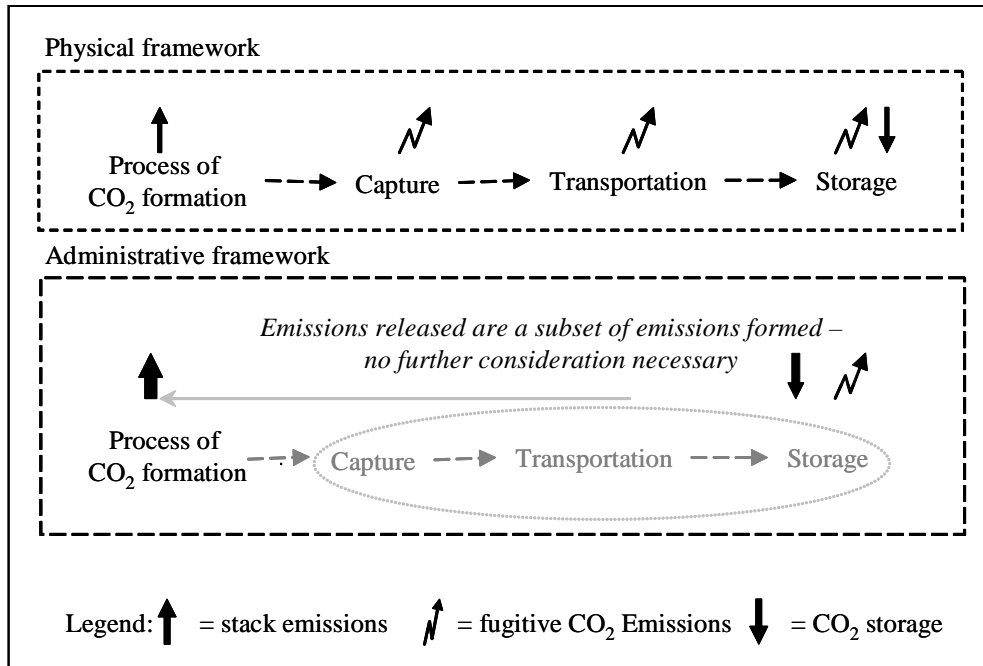 Physical framework
Process of
CO2 formation
Capture
Transportation
Storage
Administrative framework
Emissions released are a subset of emissions formed –
no further consideration necessary
Process of
CO2 formation
Capture
Transportation
Storage
Legend: = stack emissions = fugitive CO2 Emissions = CO2 storage